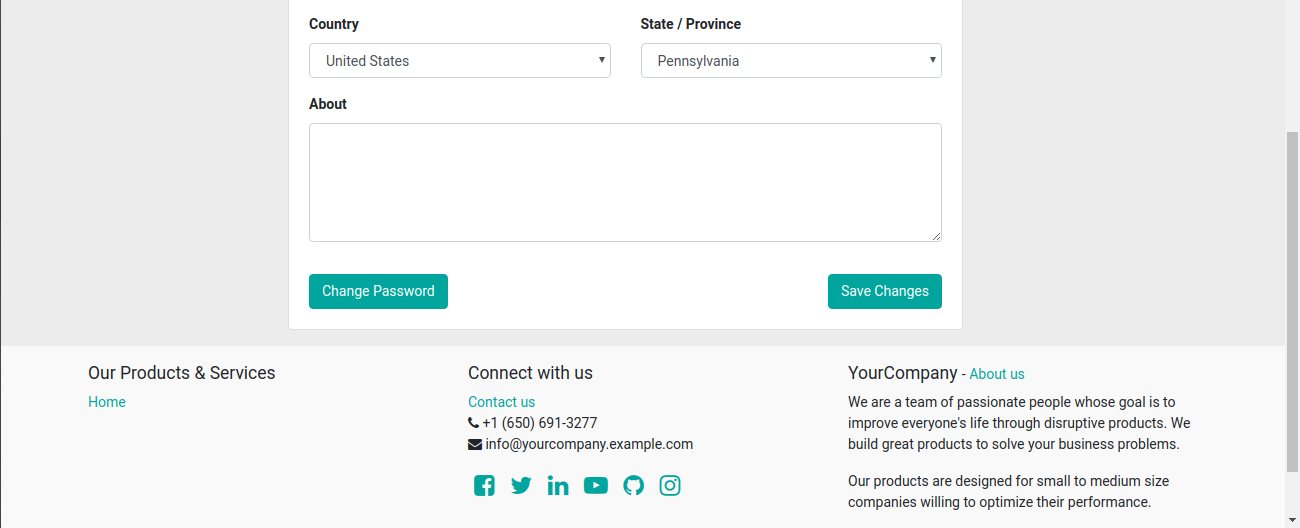 Country
State / Province
United States
Pennsylvania
About
Change Password
Save Changes
Our Products & Services
Home
Connect with us
Contact us
+1 (650) 691-3277
info@yourcompany.example.com
YourCompany - About us
We are a team of passionate people whose goal is to
improve everyone's life through disruptive products. We
build great products to solve your business problems.
Our products are designed for small to medium size
companies willing to optimize their performance.